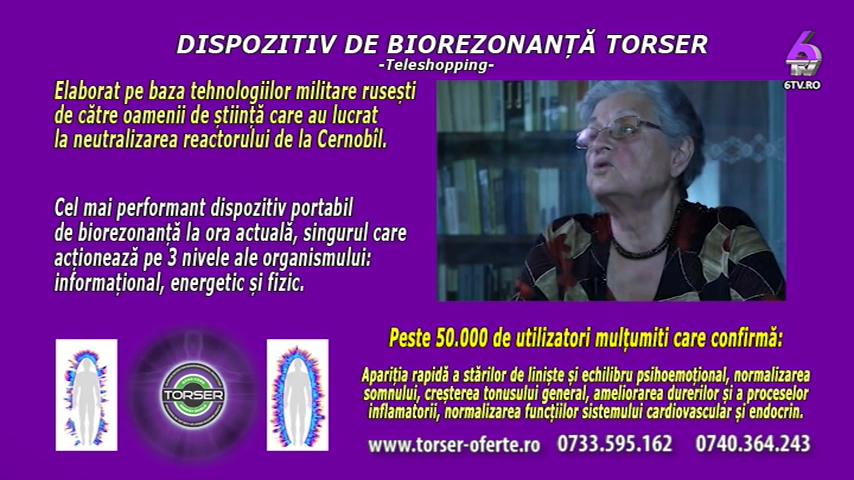 DISPOZITIV DE BIOREZONANȚĂ TORSER
-Teleshopping-
6
TV
6TV.RO
Elaborat pe baza tehnologiilor militare rusești
de către oamenii de știință care au lucrat
la neutralizarea reactorului de la Cernobîl.
Cel mai performant dispozitiv portabil
de biorezonanță la ora actuală, singurul care
acționează pe 3 nivele ale organismului:
informațional, energetic și fizic.
TORSER
Peste 50.000 de utilizatori mulțumiti care confirmă:
Apariția rapidă a stărilor de liniște și echilibru psihoemoțional, normalizarea
somnului, creșterea tonusului general, ameliorarea durerilor și a proceselor
inflamatorii, normalizarea funcțiilor sistemului cardiovascular și endocrin.
www.torser-oferte.ro 0733.595.162 0740.364.243